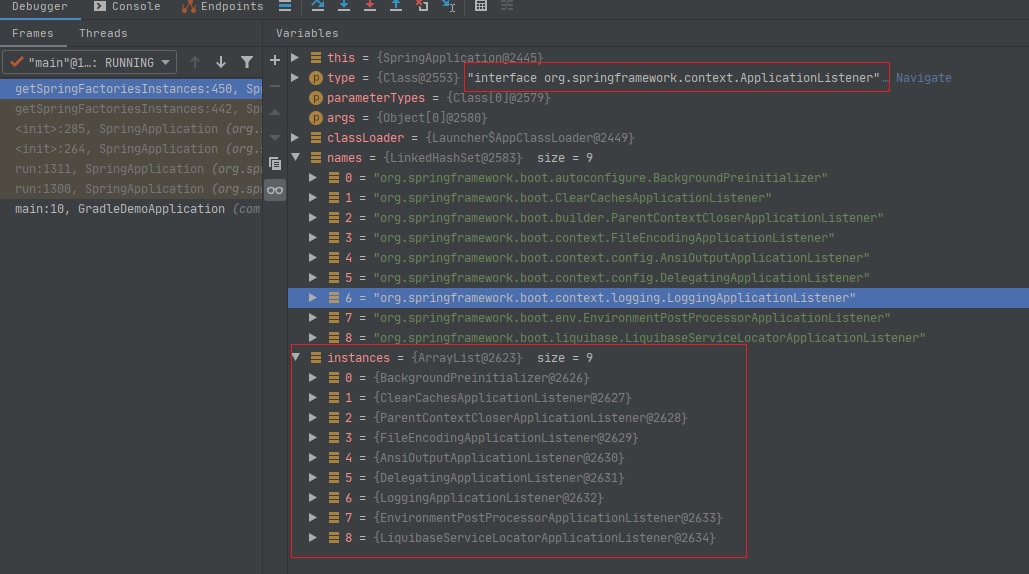 Debugger Console Endpoints
Frames Threads
"main"@1...: RUNNING
getSpringFactoriesInstances:450, Spr
getSpringFactoriesInstances:442, Spr
<init>:285, SpringApplication (org.s
<init>:264, SpringApplication (org.s
run:1311, SpringApplication (org.spr
run:1300, SpringApplication (org.spr
main:10, GradleDemoApplication (com
Variables
this = {SpringApplication@2445}
type = {Class@2553} "interface org.springframework.context.ApplicationListener"... Navigate
parameterTypes = {Class[0]@2579}
args = {Object[0]@2580}
classLoader = {Launcher$AppClassLoader@2449}
names = {LinkedHashSet@2583} size = 9
0 = "org.springframework.boot.autoconfigure.BackgroundPreinitializer"
1 = "org.springframework.boot.ClearCachesApplicationListener"
2 = "org.springframework.boot.builder.ParentContextCloserApplicationListener"
3 = "org.springframework.boot.context.FileEncodingApplicationListener"
4 = "org.springframework.boot.context.config.AnsiOutputApplicationListener"
5 = "org.springframework.boot.context.config.DelegatingApplicationListener"
6 = "org.springframework.boot.context.logging.LoggingApplicationListener"
7 = "org.springframework.boot.env.EnvironmentPostProcessorApplicationListener"
8 = "org.springframework.boot.liquibase.LiquibaseServiceLocatorApplicationListener"
instances = {ArrayList@2623} size = 9
0 = {BackgroundPreinitializer@2626}
1 = {ClearCachesApplicationListener@2627}
2 = {ParentContextCloserApplicationListener@2628}
3 = {FileEncodingApplicationListener@2629}
4 = {AnsiOutputApplicationListener@2630}
5 = {DelegatingApplicationListener@2631}
6 = {LoggingApplicationListener@2632}
7 = {EnvironmentPostProcessorApplicationListener@2633}
8 = {LiquibaseServiceLocatorApplicationListener@2634}